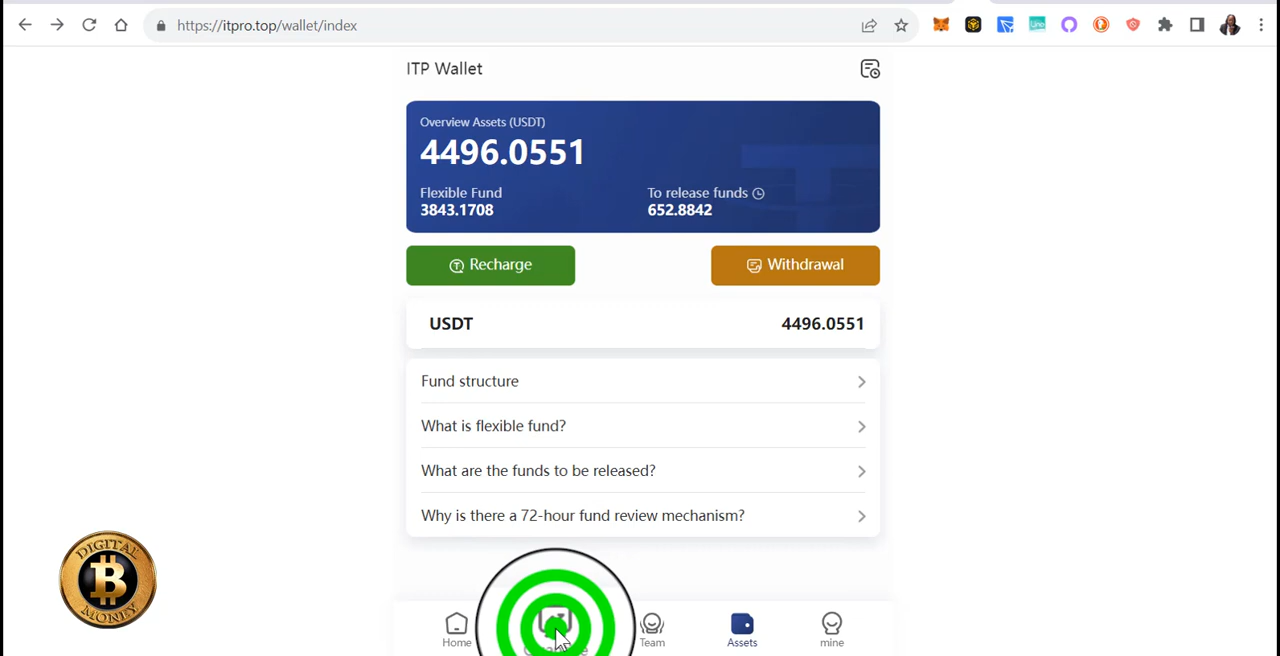 https://itpro.top/wallet/index
ITP Wallet
Overview Assets (USDT)
4496.0551
Flexible Fund
To release funds
3843.1708
652.8842
Recharge
Withdrawal
USDT
4496.0551
Fund structure
What is flexible fund?
What are the funds to be released?
Why is there a 72-hour fund review mechanism?
DIGITAL
B
MONEY
Home
Team
Assets
mine